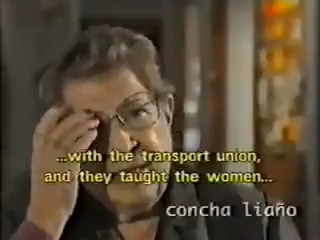 ...with the transport union,
and they taught the women...
concha liaño